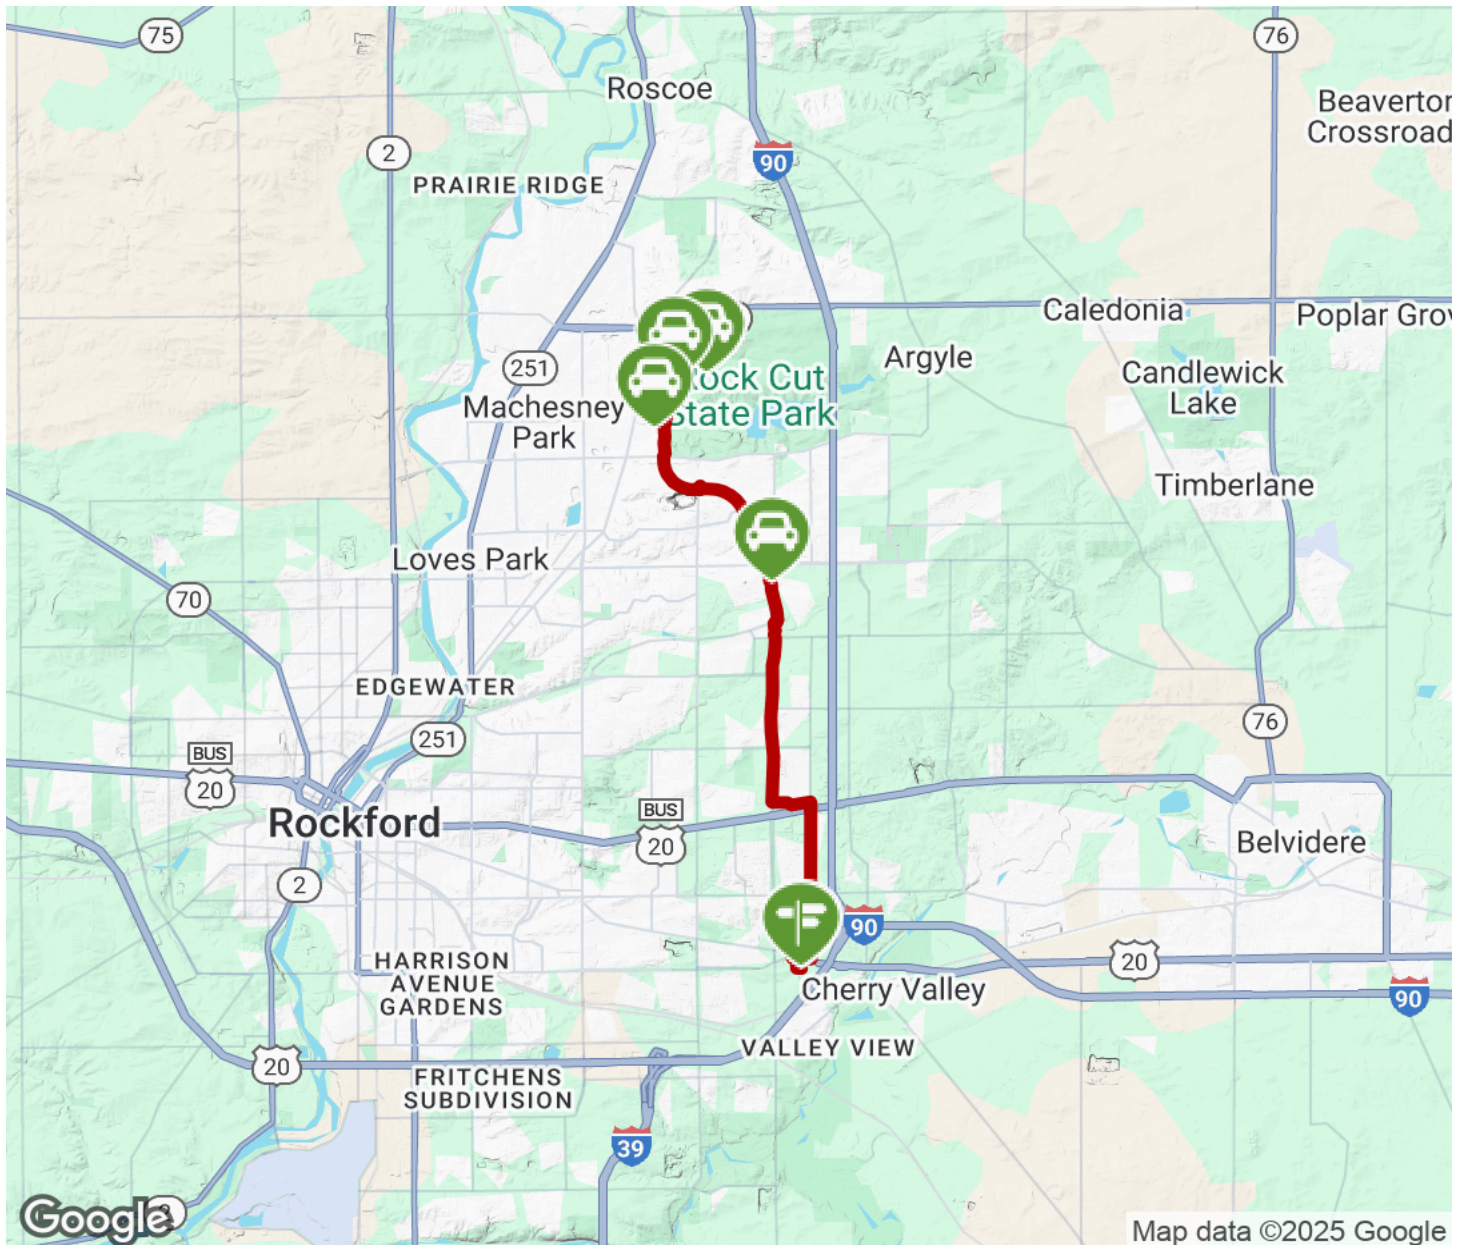 75
76
Roscoe
Beaverton
Crossroad
2
90
PRAIRIE RIDGE
Caledonia
Poplar Grov
251
Argyle
Rock Cut
State Park
Candlewick
Lake
Machesney
Park
Timberlane
Loves Park
70
EDGEWATER
251
76
BUS
20
BUS
20
Rockford
Belvidere
2
90
HARRISON
AVENUE
GARDENS
20
Cherry Valley
90
VALLEY VIEW
20
FRITCHENS
SUBDIVISION
39
Google
Map data ©2025 Google